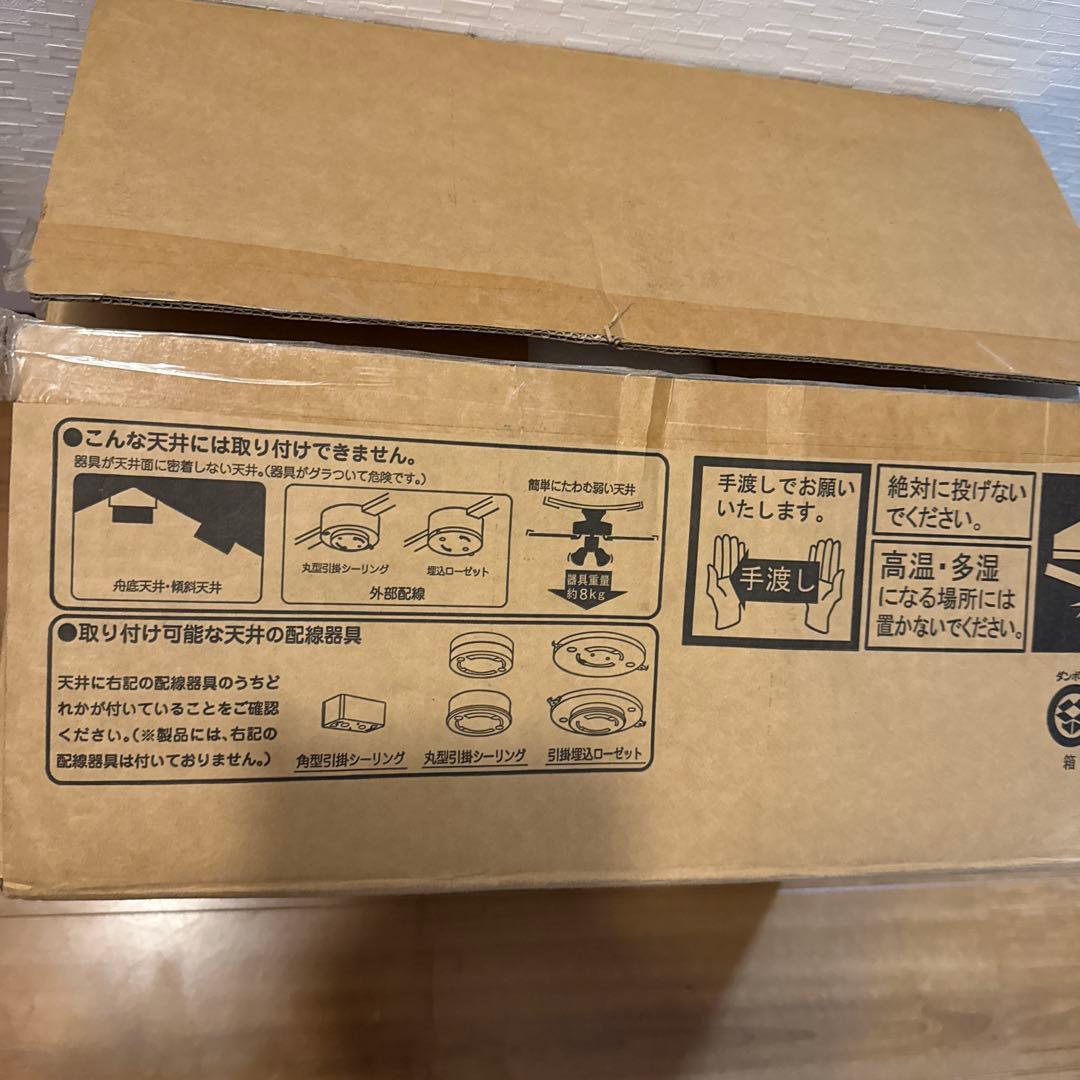 ●こんな天井には取り付けできません。
器具が天井面に密着しない天井。(器具がグラついて危険です。)
舟底天井・傾斜天井
丸型引掛シーリング
埋込ローゼット
外部配線
簡単にたわむ弱い天井
器具重量
約8kg
●取り付け可能な天井の配線器具
天井に右記の配線器具のうちど
れかが付いていることをご確認
ください。(※製品には、右記の
配線器具は付いておりません。)
角型引掛シーリング
丸型引掛シーリング
引掛埋込ローゼット
手渡しでお願い
いたします。
手渡し
絶対に投げない
でください。
高温・多湿
になる場所には
置かないでください。
ダンボ
箱